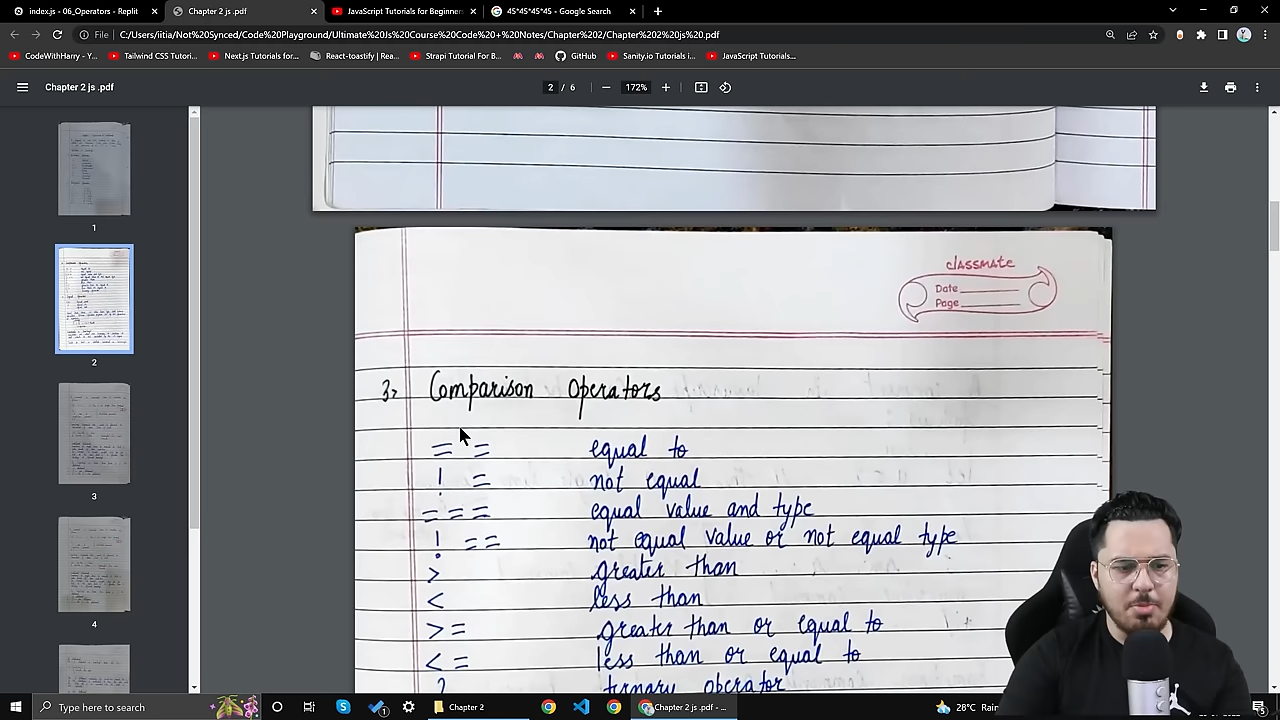 index.js - 06_Operators - Replit
Chapter 2 js .pdf
JavaScript Tutorials for Beginner
45*45*45*45 - Google Search
File
C:/Users/iitia/Not%20Synced/Code%20Playground/Ultimate%20Js%20Course%20Code%20+%20Notes/Chapter%202/Chapter%202%20js%20.pdf
CodeWithHarry - Y...
Tailwind CSS Tutori...
Next.js Tutorials for...
React-toastify | Rea...
Strapi Tutorial For B...
GitHub
Sanity.io Tutorials i...
JavaScript Tutorials...
Chapter 2 js .pdf
2 / 6
172%
1
2
3
4
classmate
Date
Page
3> Comparison Operators
= = equal to
! = not equal
= = = equal value and type
! = = not equal value or not equal type
> greater than
< less than
> = greater than or equal to
< = less than or equal to
? ternary operator
Type here to search
Chapter 2
Chapter 2 js .pdf - ...
28°C